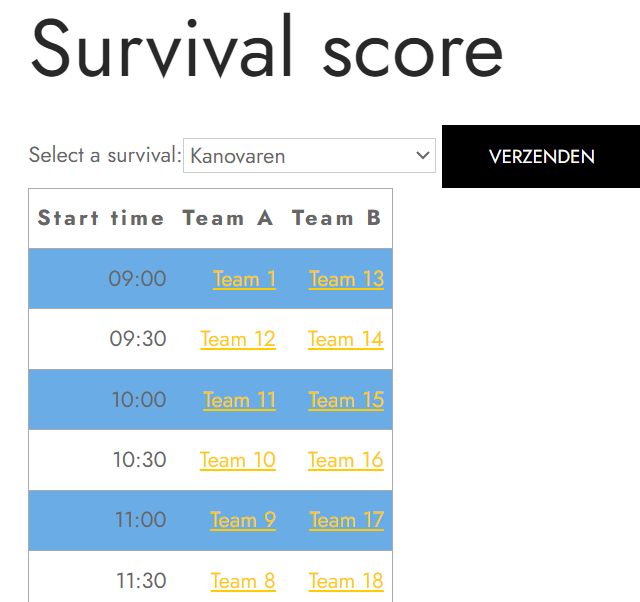 Survival score
Select a survival: Kanovaren VERZENDEN
Start time Team A Team B
09:00 Team 1 Team 13
09:30 Team 12 Team 14
10:00 Team 11 Team 15
10:30 Team 10 Team 16
11:00 Team 9 Team 17
11:30 Team 8 Team 18